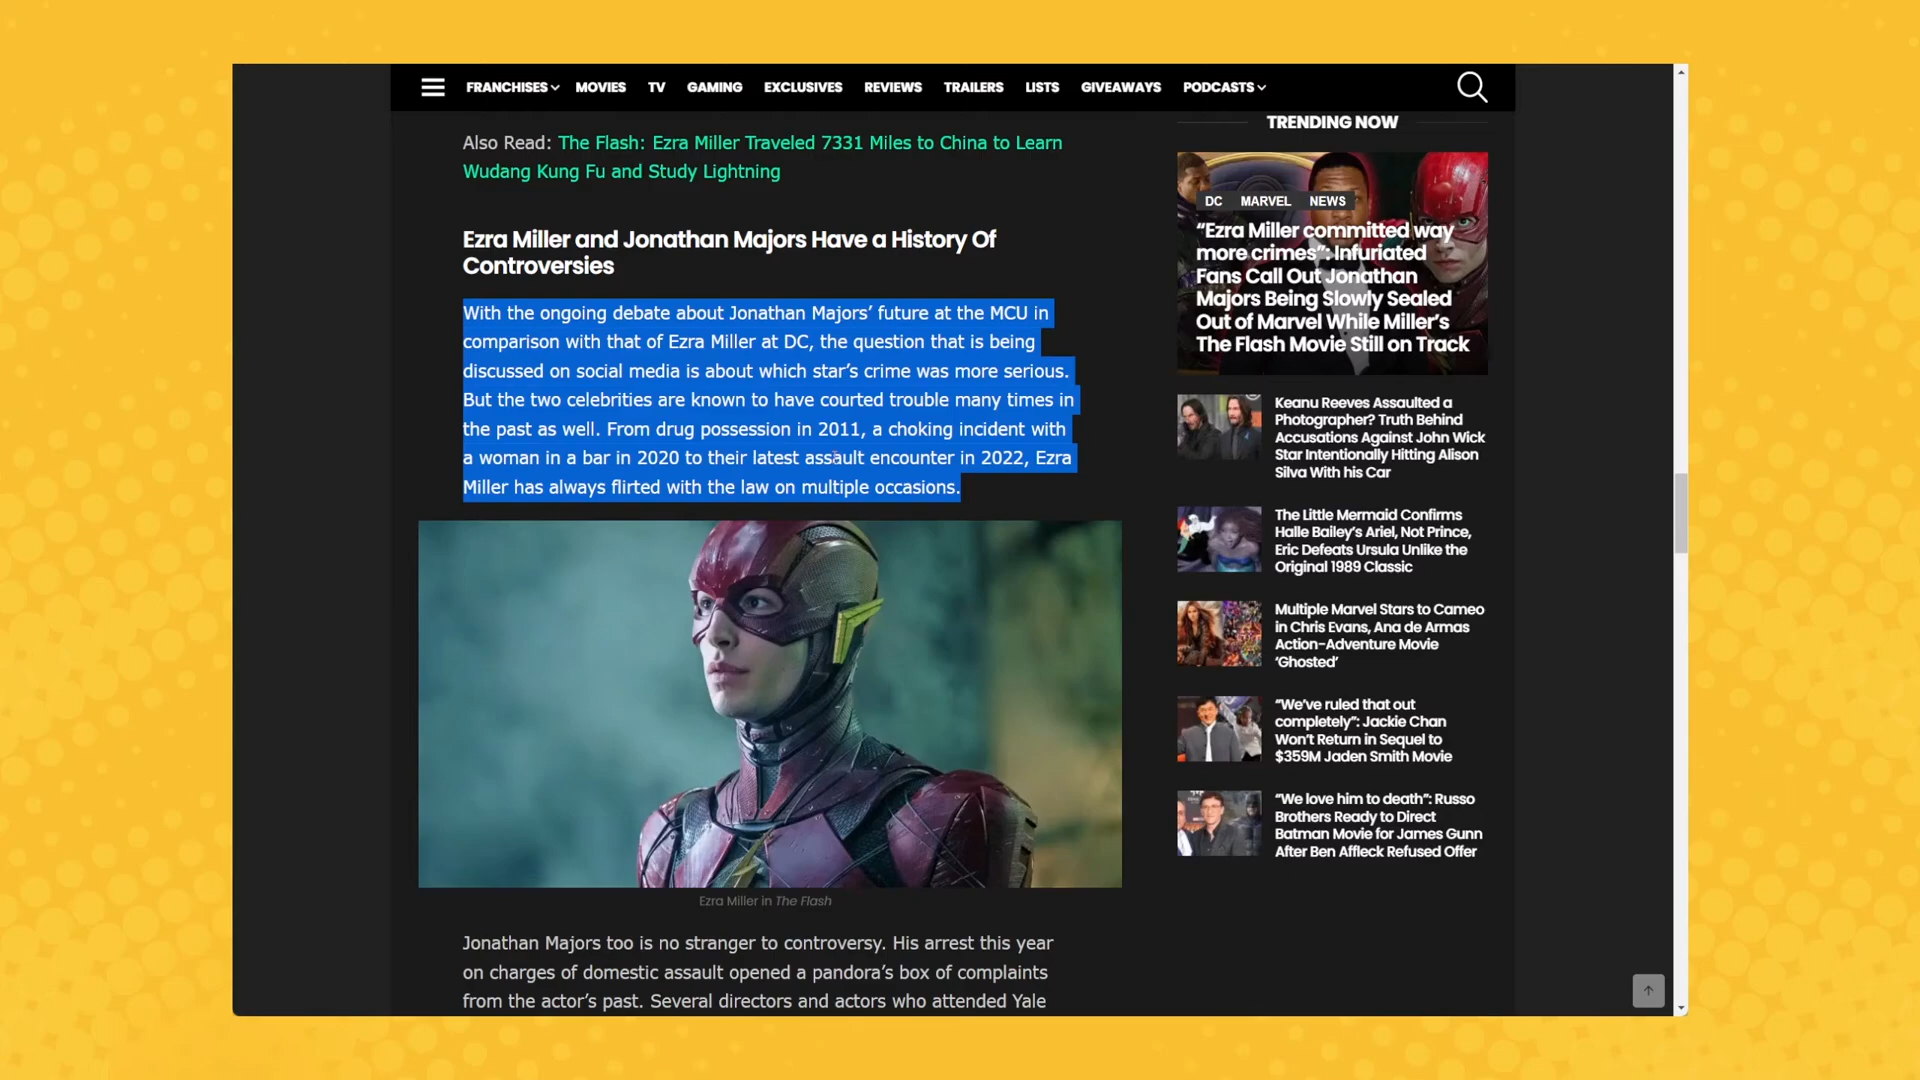 FRANCHISES MOVIES TV GAMING EXCLUSIVES REVIEWS TRAILERS LISTS GIVEAWAYS PODCASTS
Also Read: The Flash: Ezra Miller Traveled 7331 Miles to China to Learn
Wudang Kung Fu and Study Lightning
Ezra Miller and Jonathan Majors Have a History Of
Controversies
With the ongoing debate about Jonathan Majors’ future at the MCU in
comparison with that of Ezra Miller at DC, the question that is being
discussed on social media is about which star’s crime was more serious.
But the two celebrities are known to have courted trouble many times in
the past as well. From drug possession in 2011, a choking incident with
a woman in a bar in 2020 to their latest assault encounter in 2022, Ezra
Miller has always flirted with the law on multiple occasions.
Ezra Miller in The Flash
Jonathan Majors too is no stranger to controversy. His arrest this year
on charges of domestic assault opened a pandora’s box of complaints
from the actor’s past. Several directors and actors who attended Yale
TRENDING NOW
DC MARVEL NEWS
“Ezra Miller committed way
more crimes”: Infuriated
Fans Call Out Jonathan
Majors Being Slowly Sealed
Out of Marvel While Miller’s
The Flash Movie Still on Track
Keanu Reeves Assaulted a
Photographer? Truth Behind
Accusations Against John Wick
Star Intentionally Hitting Alison
Silva With his Car
The Little Mermaid Confirms
Halle Bailey’s Ariel, Not Prince,
Eric Defeats Ursula Unlike the
Original 1989 Classic
Multiple Marvel Stars to Cameo
in Chris Evans, Ana de Armas
Action-Adventure Movie
‘Ghosted’
“We’ve ruled that out
completely”: Jackie Chan
Won’t Return in Sequel to
$359M Jaden Smith Movie
“We love him to death”: Russo
Brothers Ready to Direct
Batman Movie for James Gunn
After Ben Affleck Refused Offer